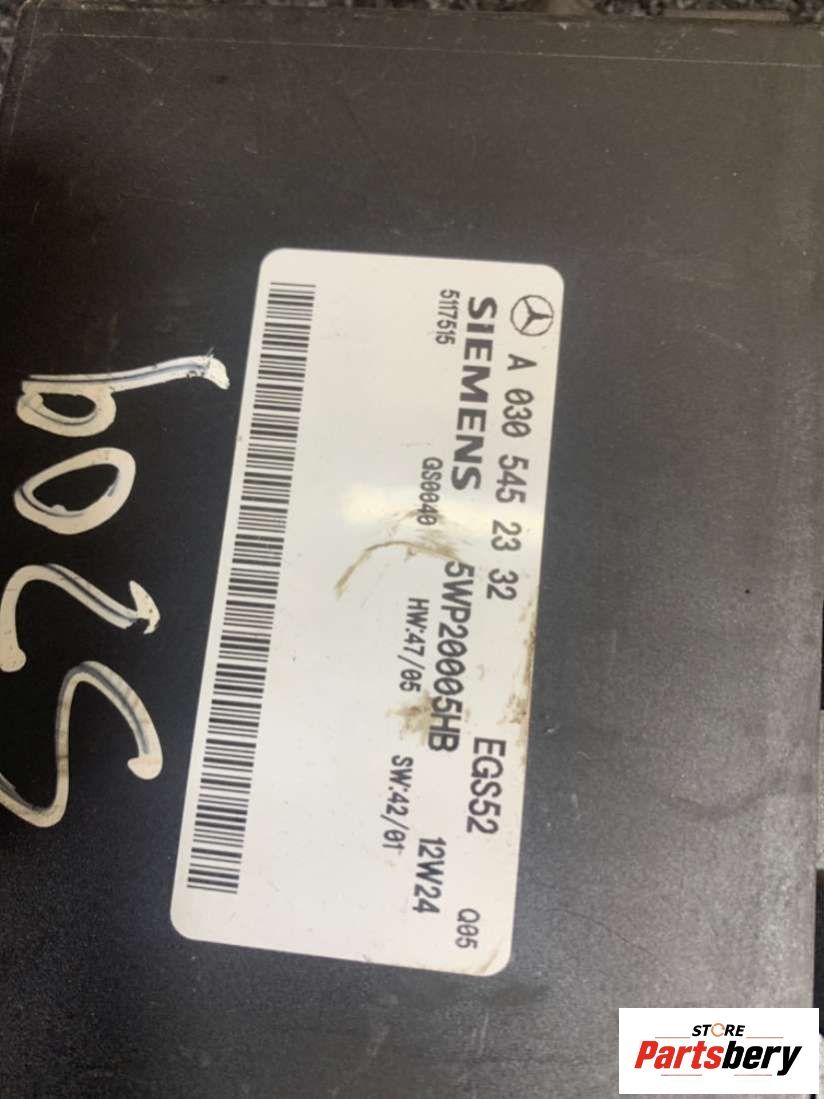 A 030 545 23 32 EGS52 Q05
SIEMENS 5WP20005HB 12W24
5117515 QS0040 HW:47/05 SW:42/01
S209
STORE
Partsbery